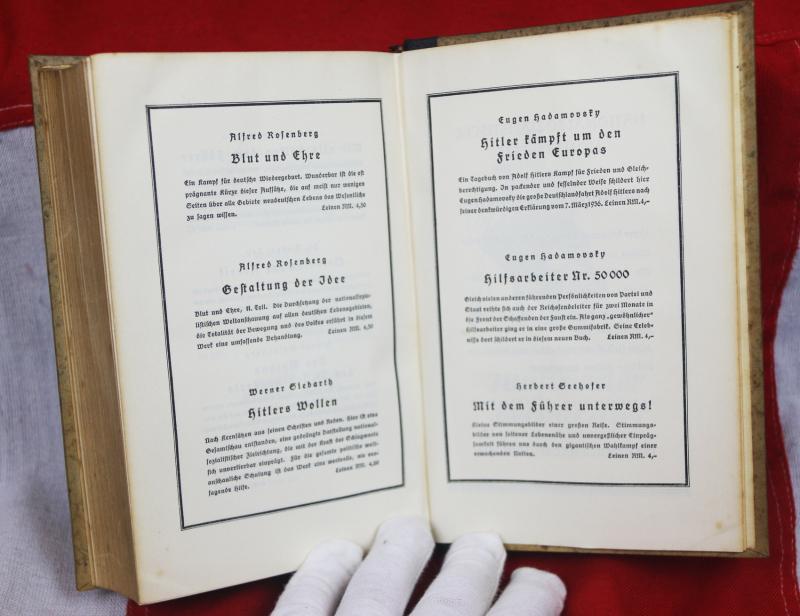 Alfred Rosenberg
Blut und Ehre
Ein Kampf für deutsche Wiedergeburt. Wunderbar ist die oft
prägnante Kürze dieser Aufsätze, die auf meist nur wenigen
Seiten über alle Gebiete neudeutschen Lebens das Wesentliche
zu sagen wissen. Leinen RM. 4,50
Alfred Rosenberg
Gestaltung der Idee
Blut und Ehre, II. Teil. Die Durchsetzung der nationalsozia-
listischen Weltanschauung auf allen deutschen Lebensgebieten,
die Totalität der Bewegung und des Volkes erfährt in diesem
Werk eine umfassende Behandlung. Leinen RM. 4,50
Werner Siebarth
Hitlers Wollen
Nach Kernsätzen aus seinen Schriften und Reden. Hier ist eine
Gesamtschau entstanden, eine gedrängte Darstellung national-
sozialistischer Zielrichtung, die mit der Kraft des Schlagworts
sich unverlierbar einprägt. Für die gesamte politische welt-
anschauliche Schulung ist das Werk eine wertvolle,
sagende Hilfe. Leinen RM.
Eugen Hadamovsky
Hitler kämpft um den
Frieden Europas
Ein Tagebuch von Adolf Hitlers Kampf für Frieden und Gleich-
berechtigung. In packender und fesselnder Weise schildert hier
Eugen Hadamovsky die große Deutschlandfahrt Adolf Hitlers nach
seiner denkwürdigen Erklärung vom 7. März 1936. Leinen RM. 4,-
Eugen Hadamovsky
Hilfsarbeiter Nr. 50000
Gleich vielen anderen führenden Persönlichkeiten von Partei und
Staat reihte sich auch der Reichssendeleiter für zwei Monate in
die Front der Schaffenden der Faust ein. Als ganz „gewöhnlicher"
Hilfsarbeiter ging er in eine große Gummifabrik. Seine Erleb-
nisse dort schildert er in diesem neuen Buch. Leinen RM. 4,-
Herbert Seehofer
Mit dem Führer unterwegs!
Kleine Stimmungsbilder einer großen Reise. Stimmungs-
bilder von seltener Lebensnähe und unvergeßlicher Einpräg-
samkeit führen uns durch den gigantischen Wahlkampf einer
erwachenden Nation. Leinen RM. 4,-